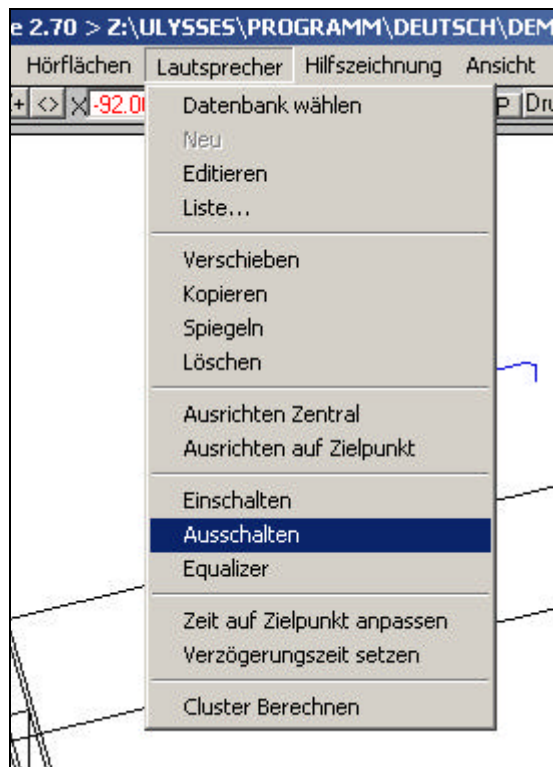 e 2.70 > Z:\ULYSSES\PROGRAMM\DEUTSCH\DEM
Hörflächen Lautsprecher Hilfszeichnung Ansicht
+ <> X -92.0 P Dru
Datenbank wählen
Neu
Editieren
Liste...
Verschieben
Kopieren
Spiegeln
Löschen
Ausrichten Zentral
Ausrichten auf Zielpunkt
Einschalten
Ausschalten
Equalizer
Zeit auf Zielpunkt anpassen
Verzögerungszeit setzen
Cluster Berechnen